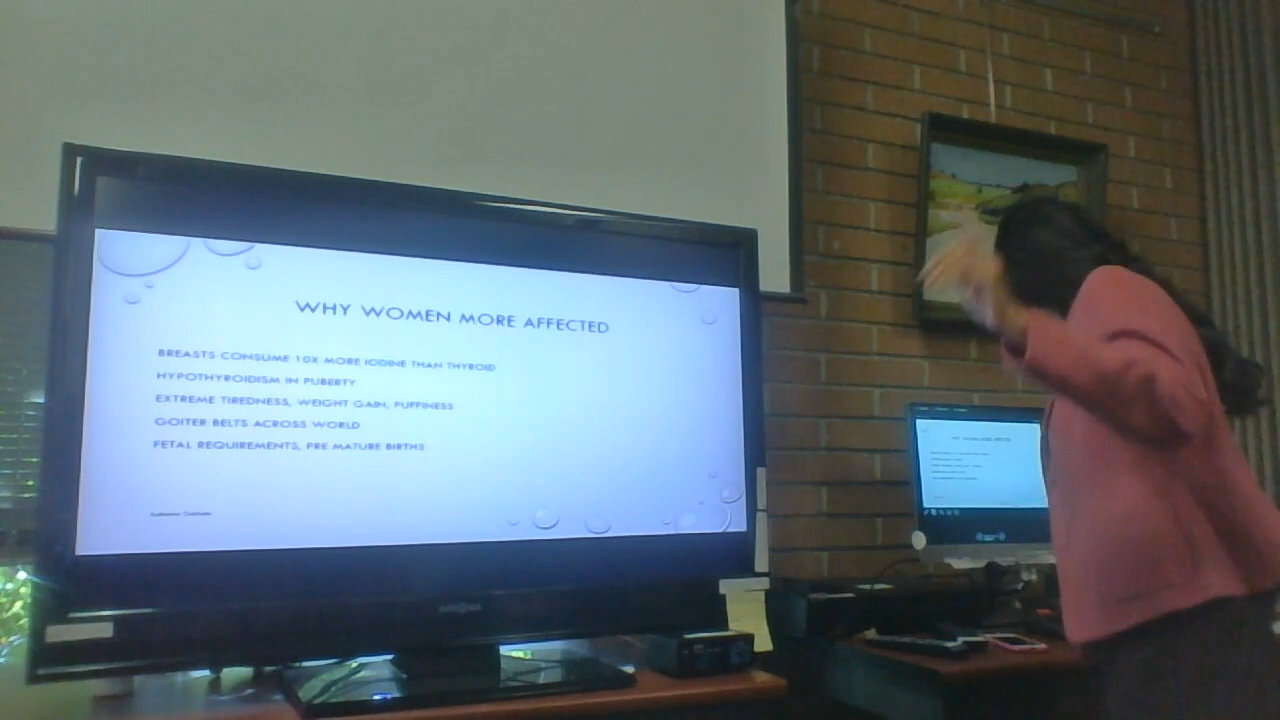 WHY WOMEN MORE AFFECTED
BREASTS CONSUME 10X MORE IODINE THAN THYROID
HYPOTHYROIDISM IN PUBERTY
EXTREME TIREDNESS, WEIGHT GAIN, PUFFINESS
GOITER BELTS ACROSS WORLD
FETAL REQUIREMENTS, PRE MATURE BIRTHS
INSIGNIA